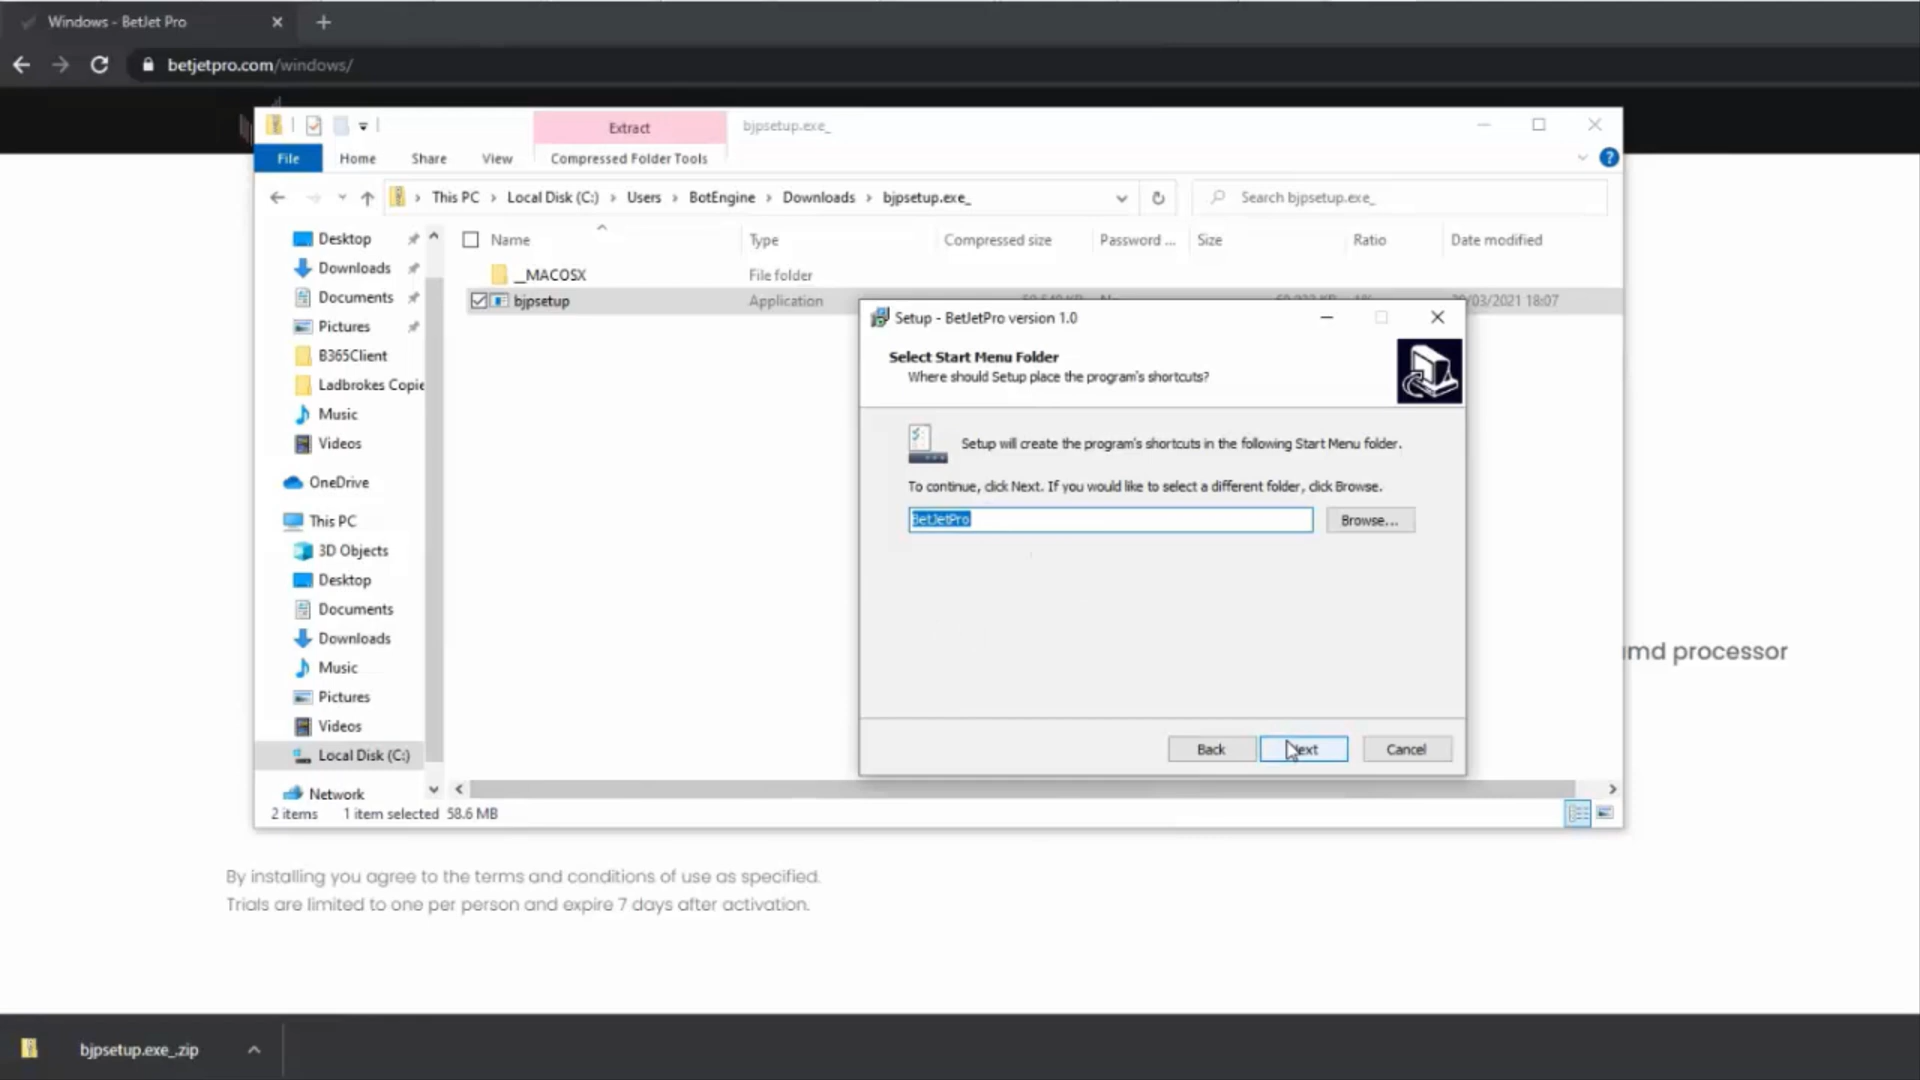 Windows - BetJet Pro
betjetpro.com/windows/
Extract
bjpsetup.exe_
File
Home
Share
View
Compressed Folder Tools
This PC
Local Disk (C:)
Users
BotEngine
Downloads
bjpsetup.exe_
Search bjpsetup.exe_
Name
Type
Compressed size
Password ...
Size
Ratio
Date modified
Desktop
Downloads
Documents
Pictures
B365Client
Ladbrokes Copie
Music
Videos
OneDrive
This PC
3D Objects
Desktop
Documents
Downloads
Music
Pictures
Videos
Local Disk (C:)
Network
__MACOSX
File folder
bjpsetup
Application
/03/2021 18:07
Setup - BetJetPro version 1.0
Select Start Menu Folder
Where should Setup place the program's shortcuts?
Setup will create the program's shortcuts in the following Start Menu folder.
To continue, click Next. If you would like to select a different folder, click Browse.
BetJetPro
Browse...
Back
Next
Cancel
2 items
1 item selected 58.6 MB
amd processor
By installing you agree to the terms and conditions of use as specified.
Trials are limited to one per person and expire 7 days after activation.
bjpsetup.exe_.zip